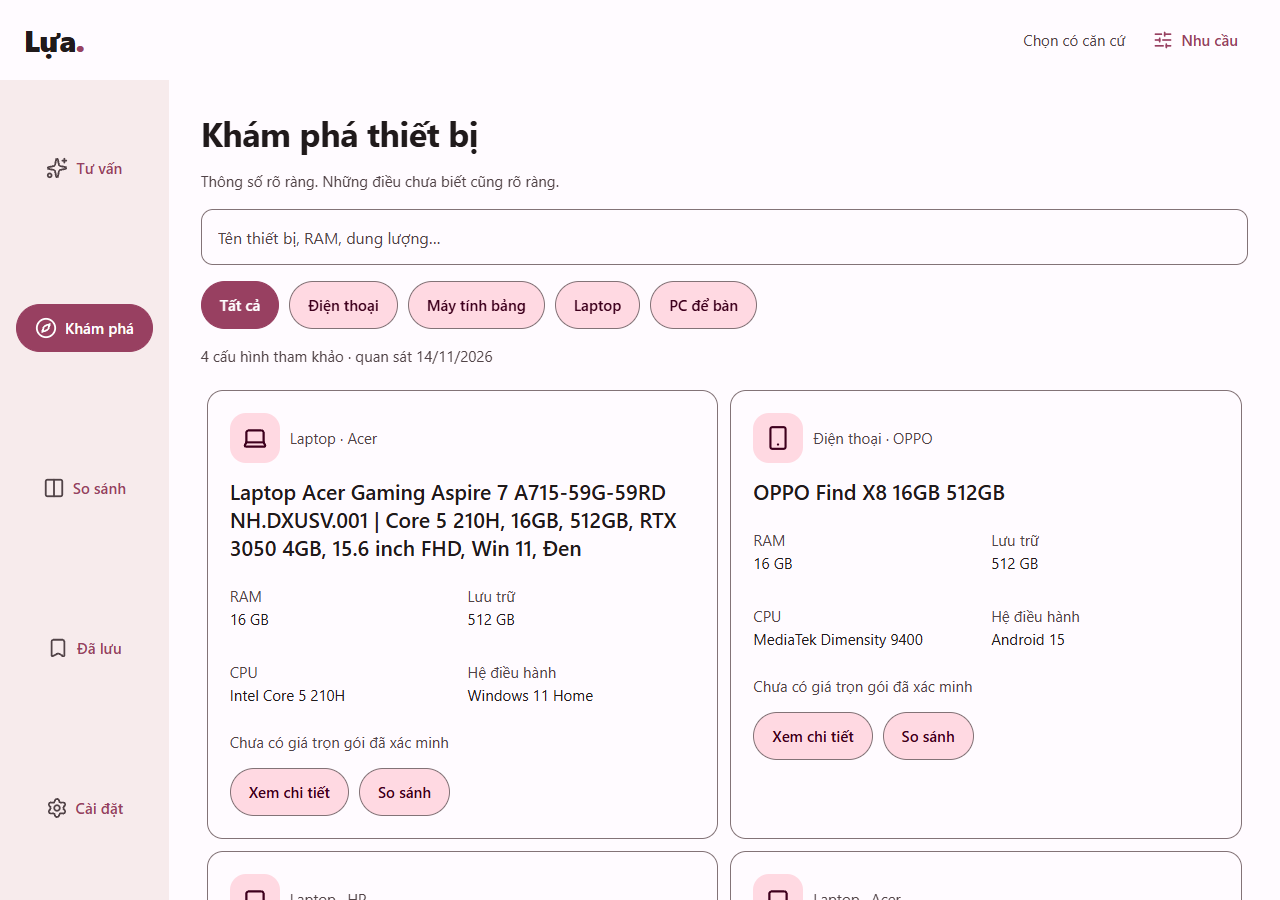 Lựa.
Chọn có căn cứ
Nhu cầu
Tư vấn
Khám phá
So sánh
Đã lưu
Cài đặt
Khám phá thiết bị
Thông số rõ ràng. Những điều chưa biết cũng rõ ràng.
Tên thiết bị, RAM, dung lượng...
Tất cả
Điện thoại
Máy tính bảng
Laptop
PC để bàn
4 cấu hình tham khảo · quan sát 14/11/2026
Laptop · Acer
Laptop Acer Gaming Aspire 7 A715-59G-59RD
NH.DXUSV.001 | Core 5 210H, 16GB, 512GB, RTX
3050 4GB, 15.6 inch FHD, Win 11, Đen
RAM
16 GB
Lưu trữ
512 GB
CPU
Intel Core 5 210H
Hệ điều hành
Windows 11 Home
Chưa có giá trọn gói đã xác minh
Xem chi tiết
So sánh
Điện thoại · OPPO
OPPO Find X8 16GB 512GB
RAM
16 GB
Lưu trữ
512 GB
CPU
MediaTek Dimensity 9400
Hệ điều hành
Android 15
Chưa có giá trọn gói đã xác minh
Xem chi tiết
So sánh
Laptop · HP
Laptop · Acer